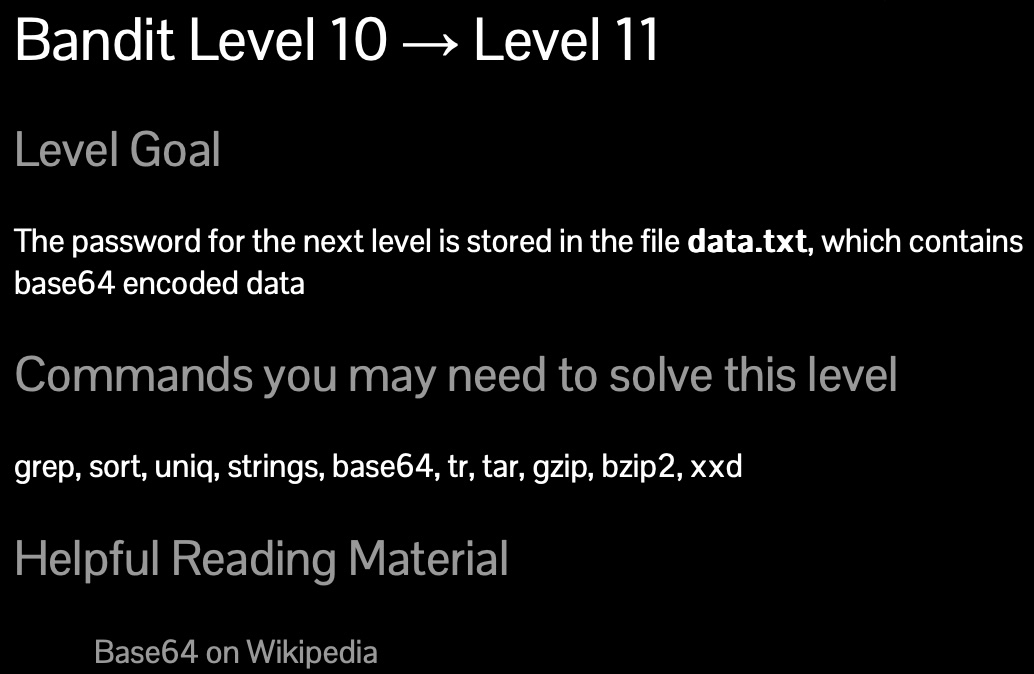 Bandit Level 10 → Level 11
Level Goal
The password for the next level is stored in the file data.txt, which contains
base64 encoded data
Commands you may need to solve this level
grep, sort, uniq, strings, base64, tr, tar, gzip, bzip2, xxd
Helpful Reading Material
Base64 on Wikipedia